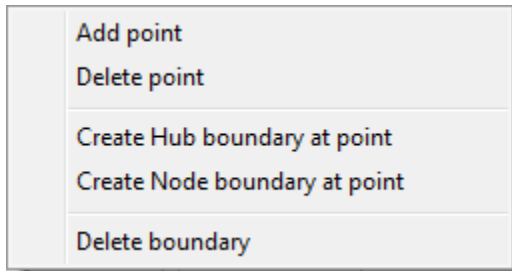 Add point
Delete point
Create Hub boundary at point
Create Node boundary at point
Delete boundary